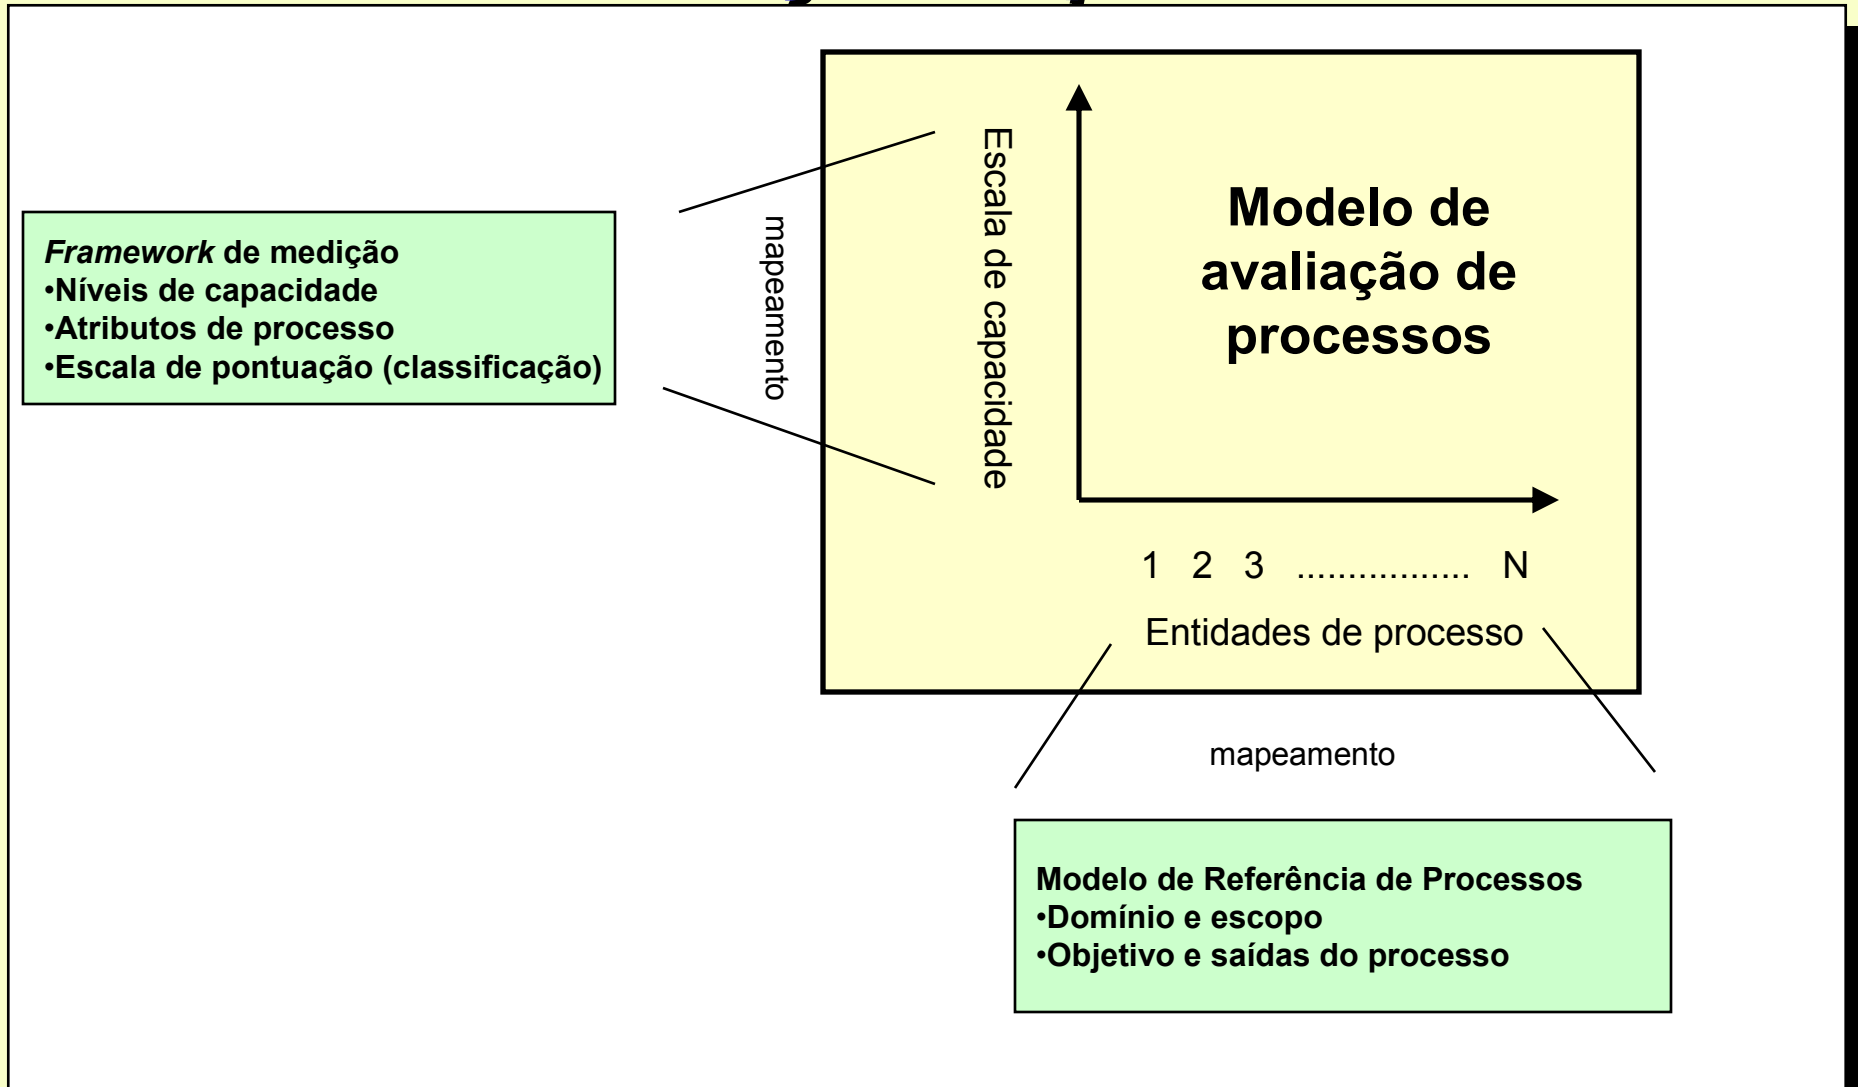 Framework de medição
•Níveis de capacidade
•Atributos de processo
•Escala de pontuação (classificação)
mapeamento
Escala de capacidade
Modelo de
avaliação de
processos
1 2 3 ................. N
Entidades de processo
mapeamento
Modelo de Referência de Processos
•Domínio e escopo
•Objetivo e saídas do processo